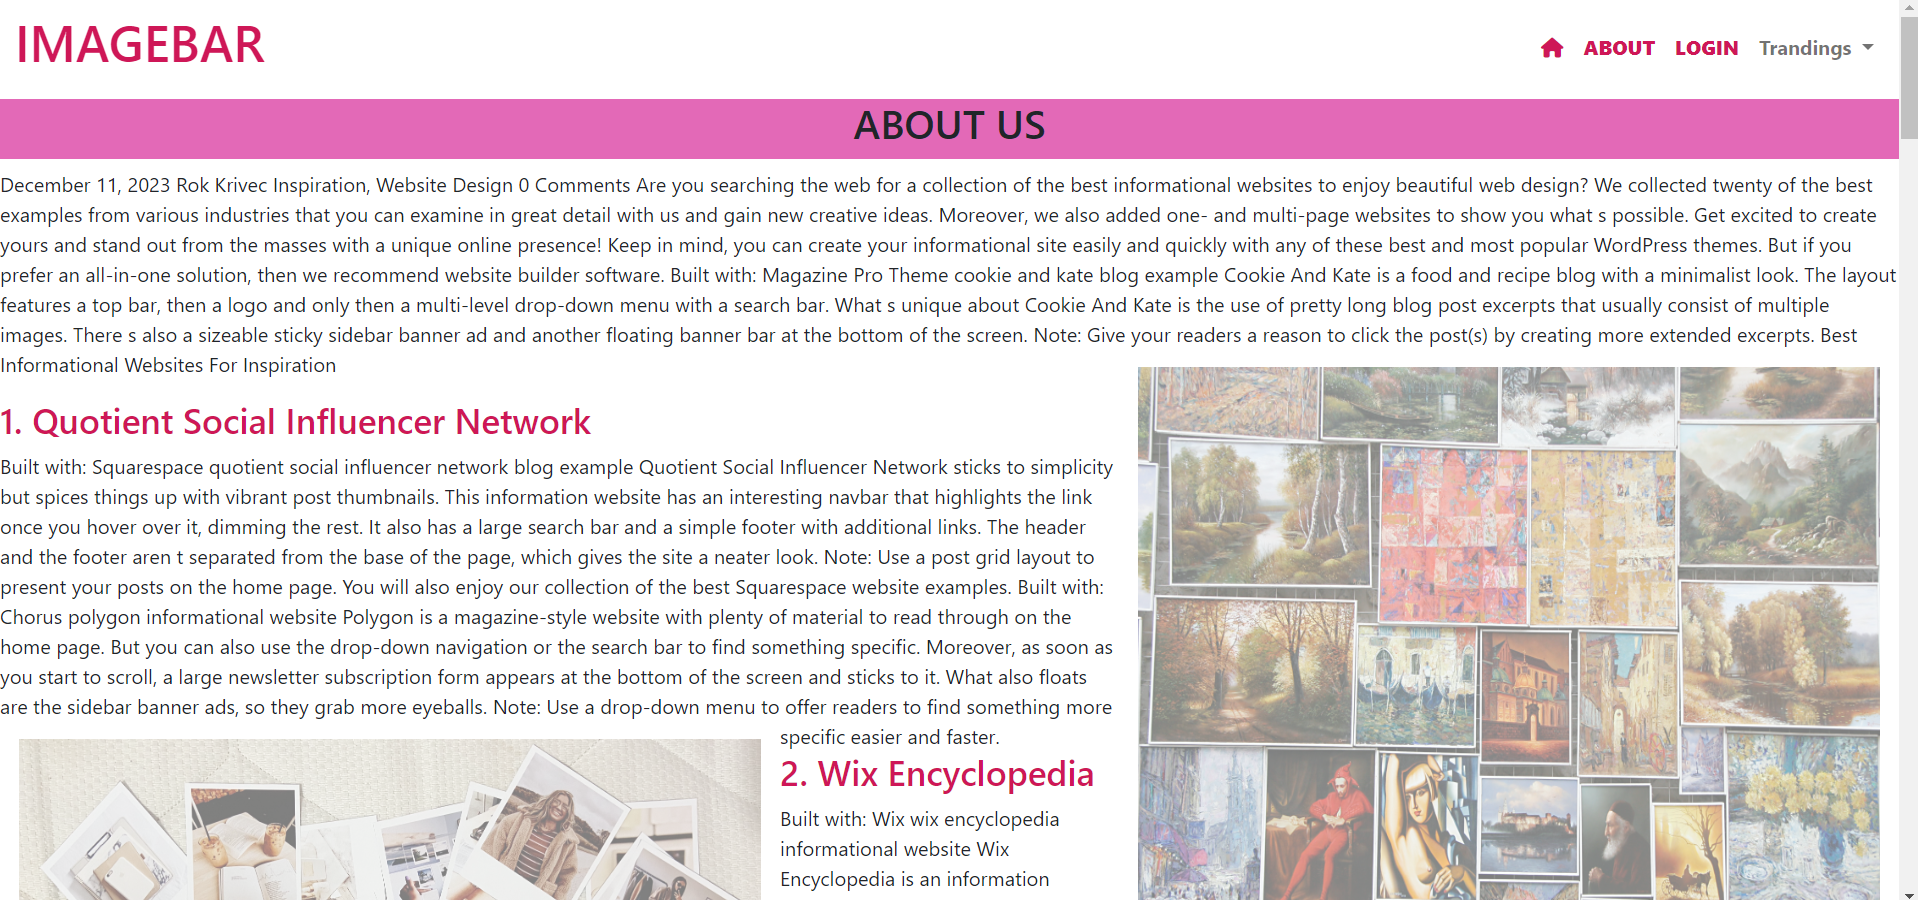 IMAGEBAR
ABOUT LOGIN Trandings
ABOUT US
December 11, 2023 Rok Krivec Inspiration, Website Design 0 Comments Are you searching the web for a collection of the best informational websites to enjoy beautiful web design? We collected twenty of the best
examples from various industries that you can examine in great detail with us and gain new creative ideas. Moreover, we also added one- and multi-page websites to show you what s possible. Get excited to create
yours and stand out from the masses with a unique online presence! Keep in mind, you can create your informational site easily and quickly with any of these best and most popular WordPress themes. But if you
prefer an all-in-one solution, then we recommend website builder software. Built with: Magazine Pro Theme cookie and kate blog example Cookie And Kate is a food and recipe blog with a minimalist look. The layout
features a top bar, then a logo and only then a multi-level drop-down menu with a search bar. What s unique about Cookie And Kate is the use of pretty long blog post excerpts that usually consist of multiple
images. There s also a sizeable sticky sidebar banner ad and another floating banner bar at the bottom of the screen. Note: Give your readers a reason to click the post(s) by creating more extended excerpts. Best
Informational Websites For Inspiration
1. Quotient Social Influencer Network
Built with: Squarespace quotient social influencer network blog example Quotient Social Influencer Network sticks to simplicity
but spices things up with vibrant post thumbnails. This information website has an interesting navbar that highlights the link
once you hover over it, dimming the rest. It also has a large search bar and a simple footer with additional links. The header
and the footer aren t separated from the base of the page, which gives the site a neater look. Note: Use a post grid layout to
present your posts on the home page. You will also enjoy our collection of the best Squarespace website examples. Built with:
Chorus polygon informational website Polygon is a magazine-style website with plenty of material to read through on the
home page. But you can also use the drop-down navigation or the search bar to find something specific. Moreover, as soon as
you start to scroll, a large newsletter subscription form appears at the bottom of the screen and sticks to it. What also floats
are the sidebar banner ads, so they grab more eyeballs. Note: Use a drop-down menu to offer readers to find something more
specific easier and faster.
2. Wix Encyclopedia
Built with: Wix wix encyclopedia
informational website Wix
Encyclopedia is an information